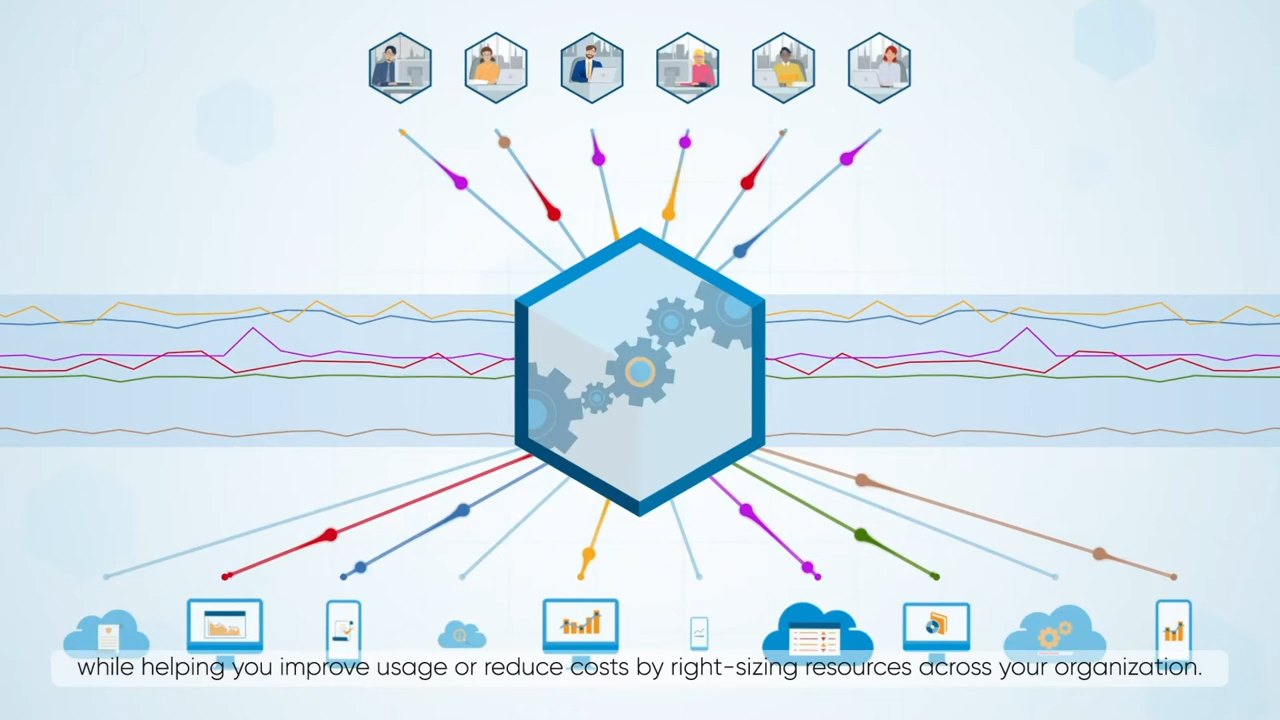 while helping you improve usage or reduce costs by right-sizing resources across your organization.